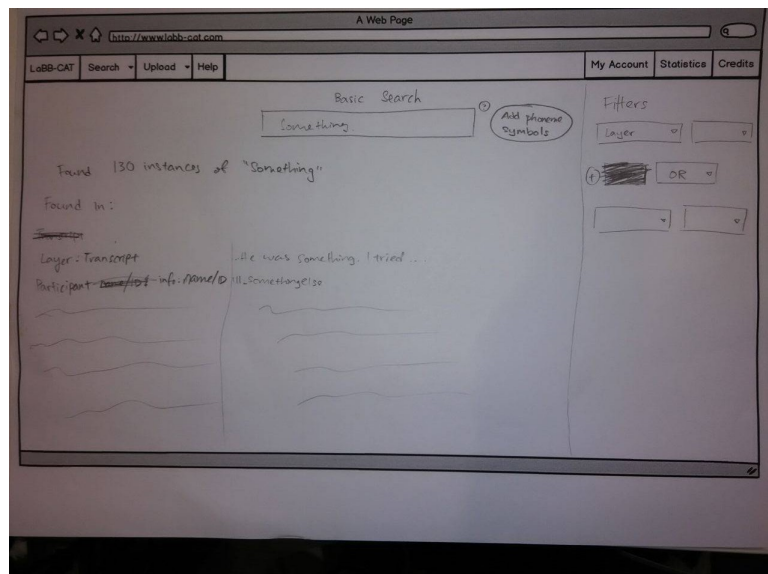 A Web Page
http://www.labb-cat.com
LaBB-CAT Search Upload Help My Account Statistics Credits
Basic Search
Something
Add phoneme
symbols
Filters
Layer
Found 130 instances of "Something"
OR
Found in:
Layer: Transcript
..He was something. I tried...
Participant info: name/ID